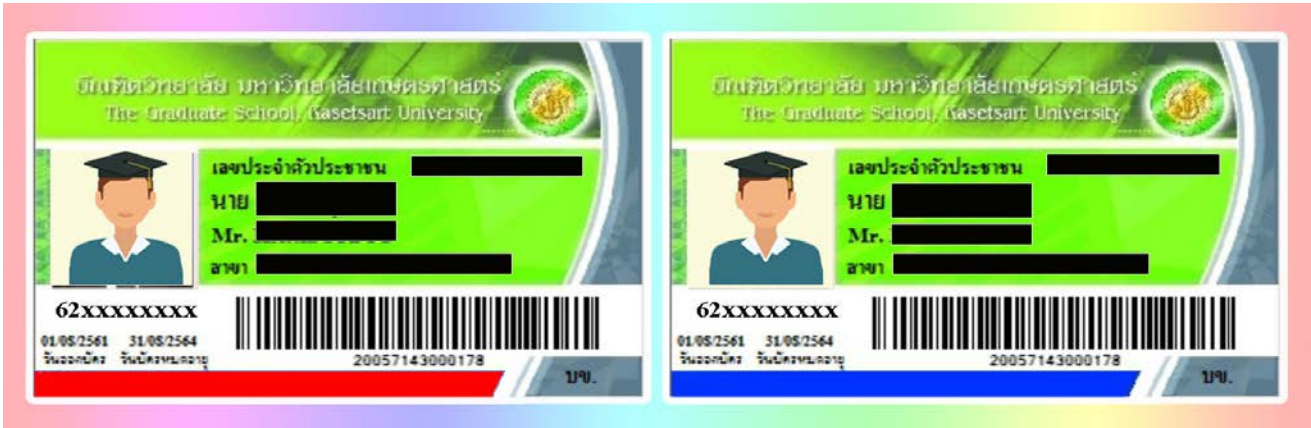 บัณฑิตวิทยาลัย มหาวิทยาลัยเกษตรศาสตร์
The Graduate School, Kasetsart University
เลขประจำตัวประชาชน
นาย
Mr.
สาขา
62xxxxxxxxx
01/08/2561 31/08/2564
วันออกบัตร วันบัตรหมดอายุ
20057143000178
บข.
บัณฑิตวิทยาลัย มหาวิทยาลัยเกษตรศาสตร์
The Graduate School, Kasetsart University
เลขประจำตัวประชาชน
นาย
Mr.
สาขา
62xxxxxxxxx
01/08/2561 31/08/2564
วันออกบัตร วันบัตรหมดอายุ
20057143000178
บข.